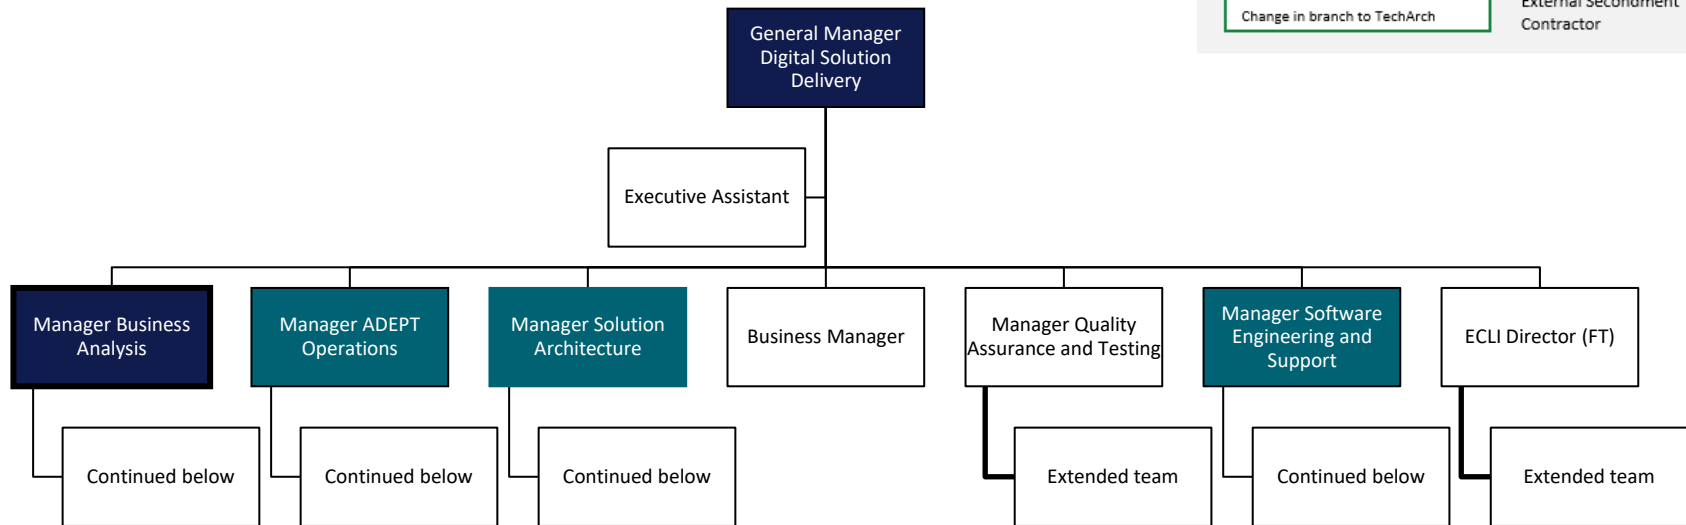 External Secondment
Change in branch to TechArch
Contractor
General Manager
Digital Solution
Delivery
Executive Assistant
Manager Business
Analysis
Manager ADEPT
Operations
Manager Solution
Architecture
Business Manager
Manager Quality
Assurance and Testing
Manager Software
Engineering and
Support
ECLI Director (FT)
Continued below
Continued below
Continued below
Extended team
Continued below
Extended team